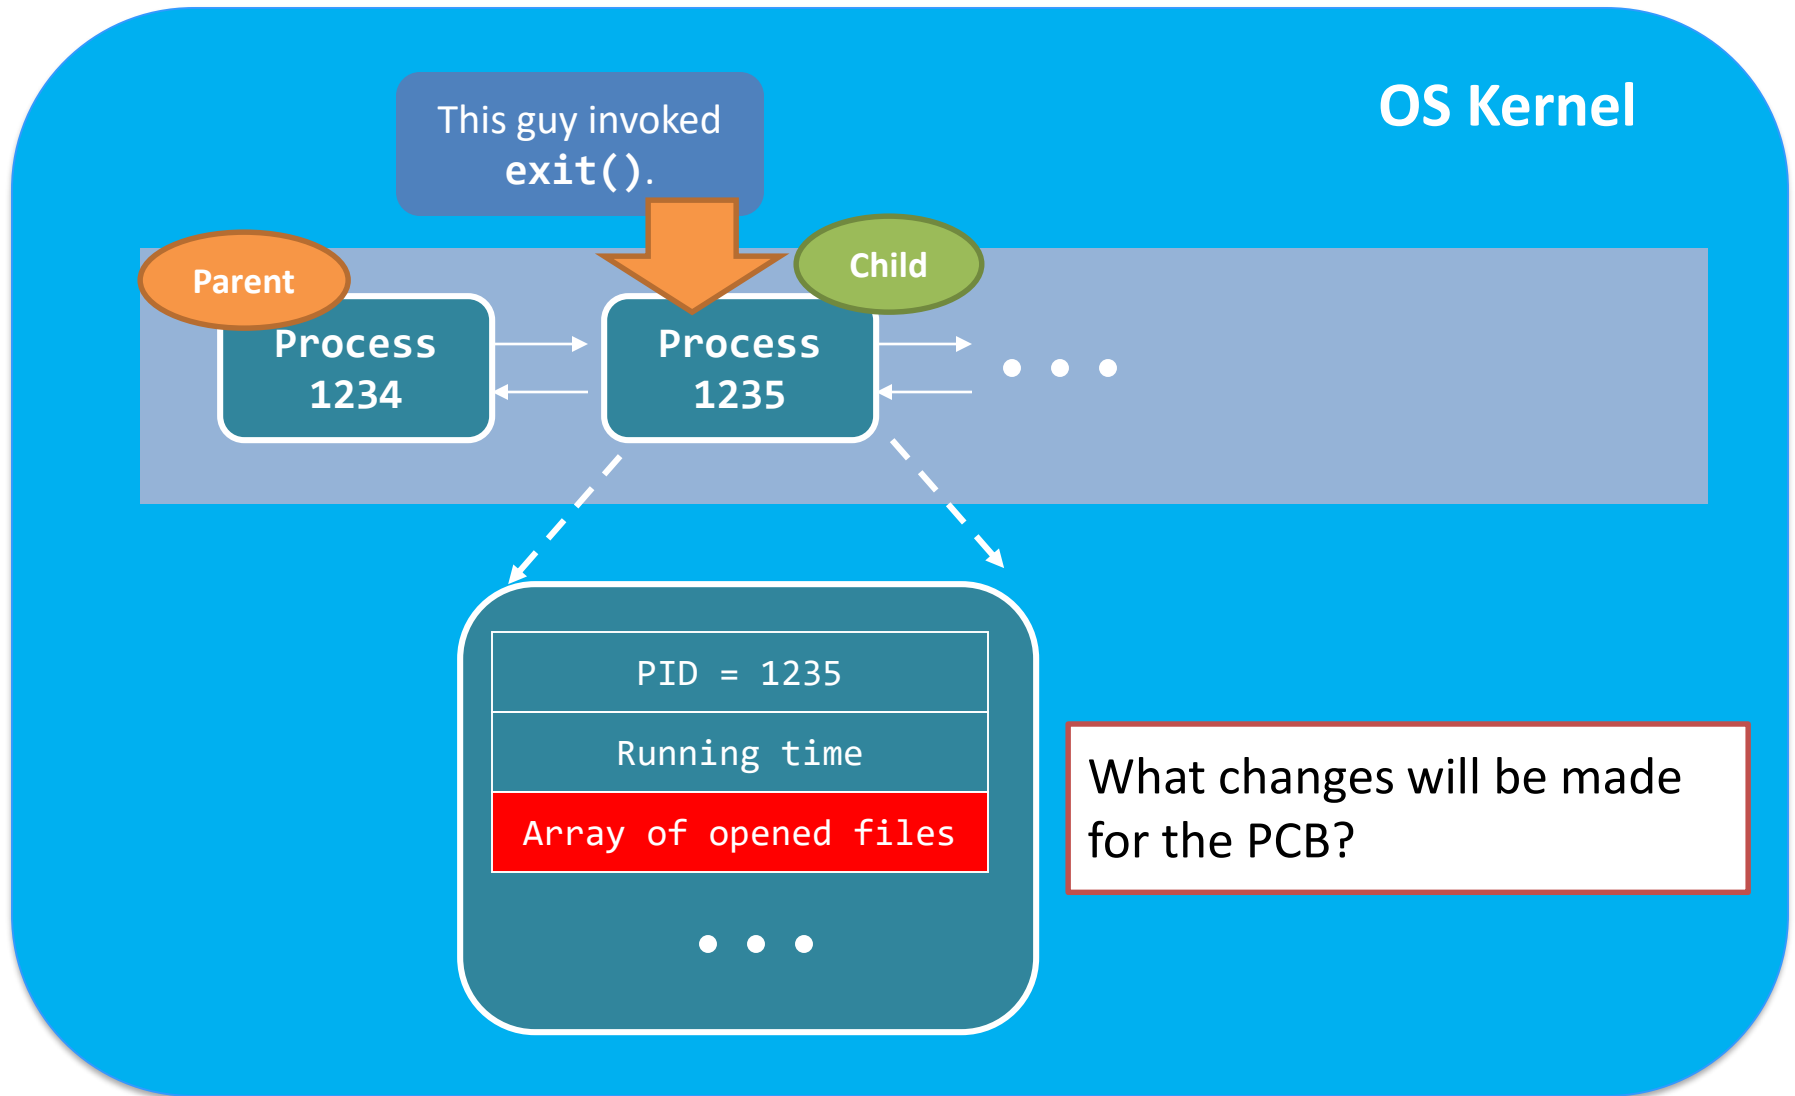 OS Kernel
This guy invoked
exit().
Parent
Child
Process
1234
Process
1235
PID = 1235
Running time
Array of opened files
What changes will be made
for the PCB?